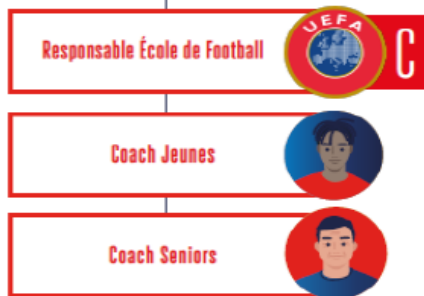 UEFA
Responsable École de Football
C
Coach Jeunes
Coach Seniors